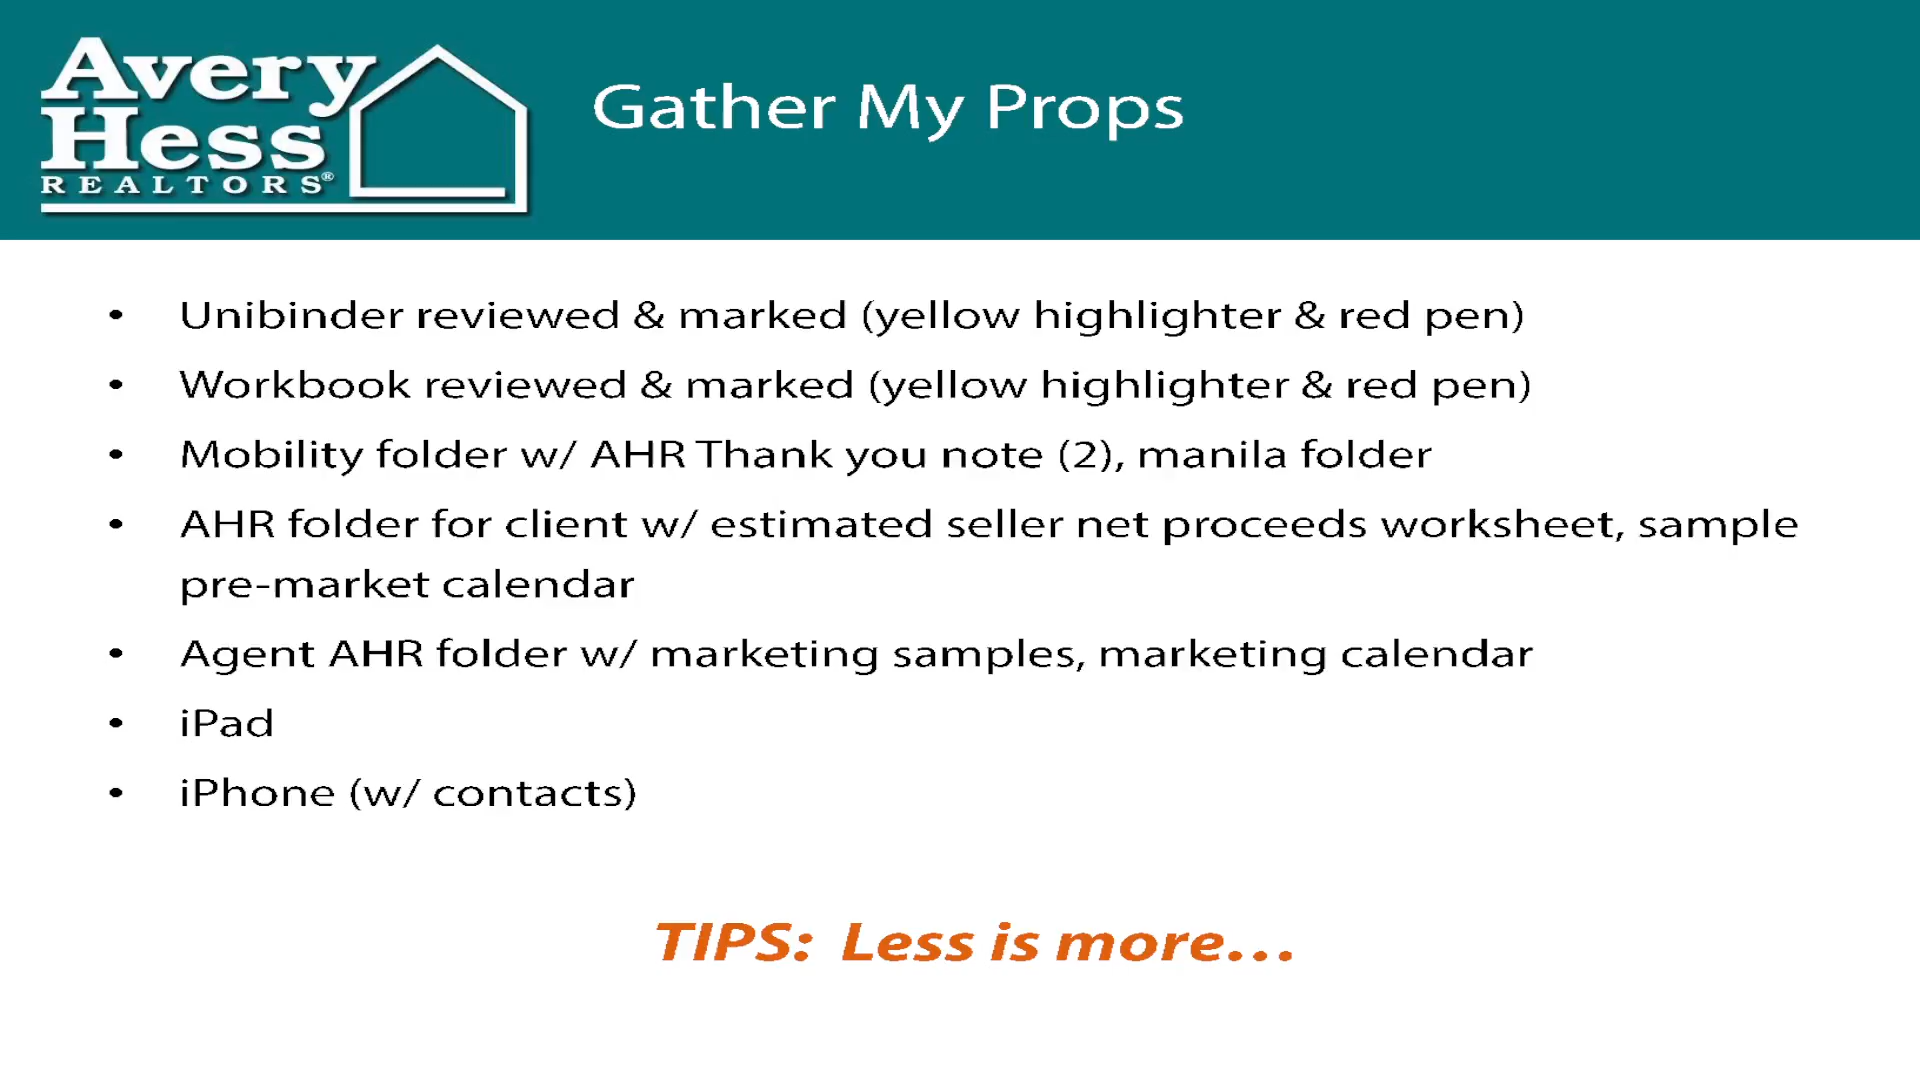 Avery
Hess
REALTORS®
Gather My Props
• Unibinder reviewed & marked (yellow highlighter & red pen)
• Workbook reviewed & marked (yellow highlighter & red pen)
• Mobility folder w/ AHR Thank you note (2), manila folder
• AHR folder for client w/ estimated seller net proceeds worksheet, sample
pre-market calendar
• Agent AHR folder w/ marketing samples, marketing calendar
• iPad
• iPhone (w/ contacts)
TIPS: Less is more...